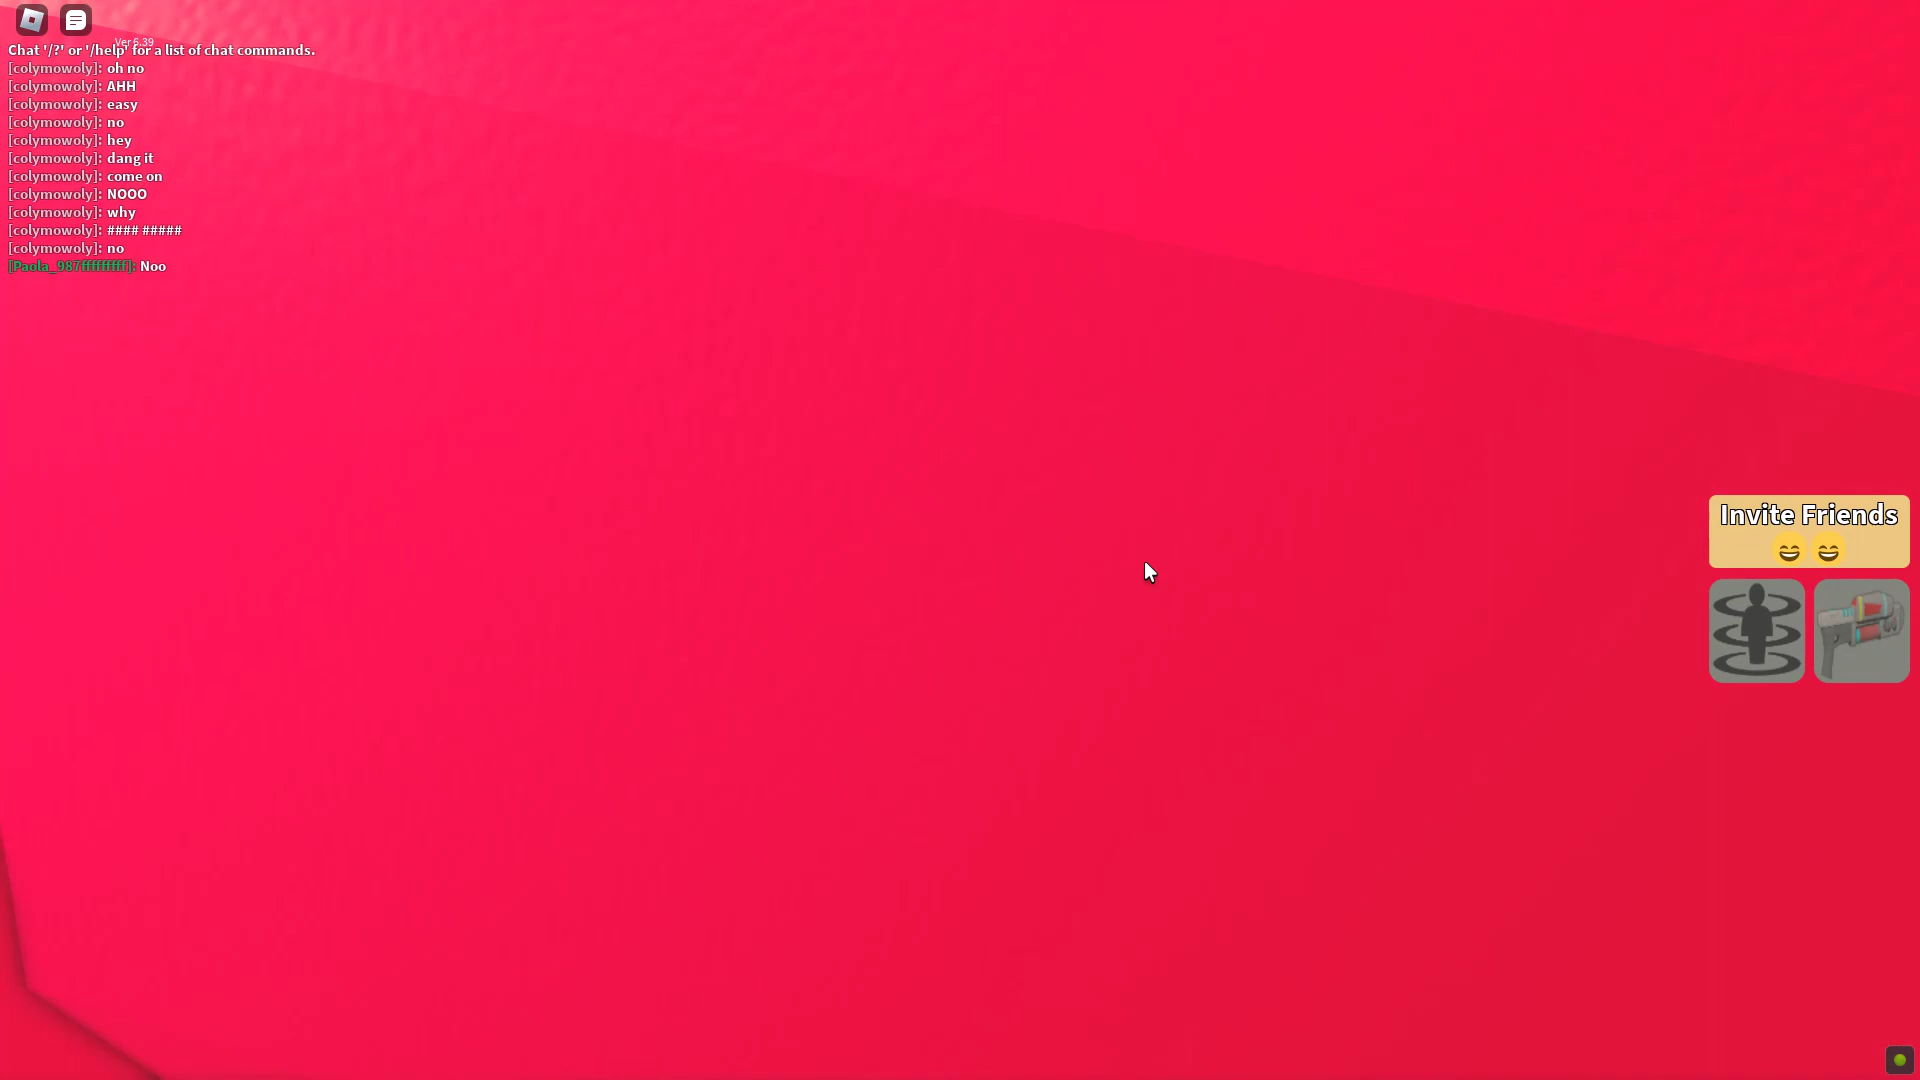 Ver 6.39
Chat '/?' or '/help' for a list of chat commands.
[colymowoly]: oh no
[colymowoly]: AHH
[colymowoly]: easy
[colymowoly]: no
[colymowoly]: hey
[colymowoly]: dang it
[colymowoly]: come on
[colymowoly]: NOOO
[colymowoly]: why
[colymowoly]: #### #####
[colymowoly]: no
[Paola_987fffffffff]: Noo
Invite Friends